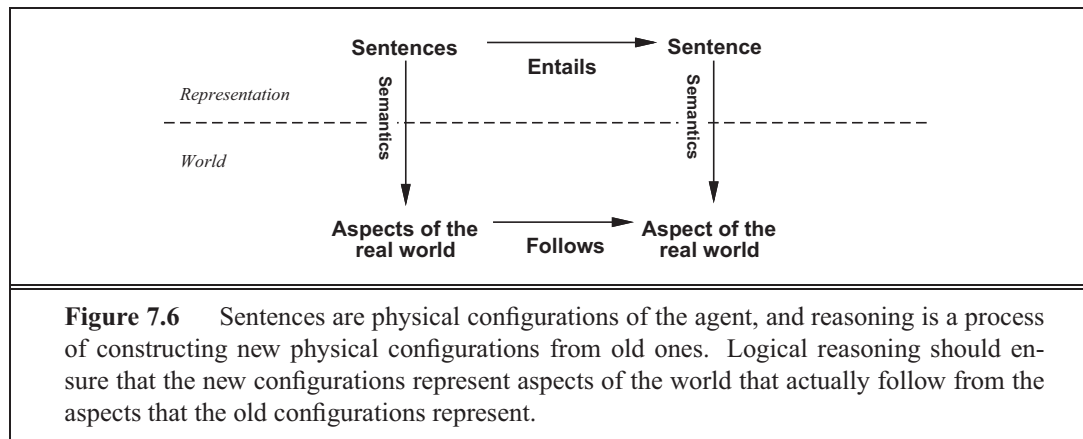 Sentences Sentence
Entails
Semantics Semantics
Representation
World
Aspects of the Aspect of the
real world real world
Follows
Figure 7.6 Sentences are physical configurations of the agent, and reasoning is a process
of constructing new physical configurations from old ones. Logical reasoning should en-
sure that the new configurations represent aspects of the world that actually follow from the
aspects that the old configurations represent.